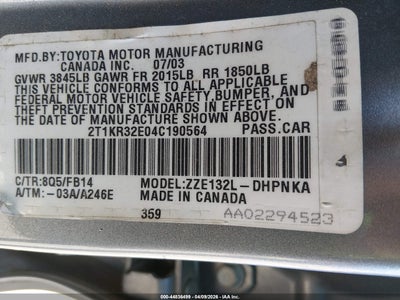 MFD.BY:TOYOTA MOTOR MANUFACTURING
CANADA INC. 07/03
GVWR 3845LB GAWR FR 2015LB RR 1850LB
THIS VEHICLE CONFORMS TO ALL APPLICABLE
FEDERAL MOTOR VEHICLE SAFETY, BUMPER, AND
THEFT PREVENTION STANDARDS IN EFFECT ON
THE DATE OF MANUFACTURE SHOWN ABOVE.
2T1KR32E04C190564 PASS.CAR
C/TR:8Q5/FB14 MODEL:ZZE132L-DHPNKA
A/TM:-03A/A246E MADE IN CANADA
359 AA02294523
000-44836499 - 04/09/2026 - IAA Inc.